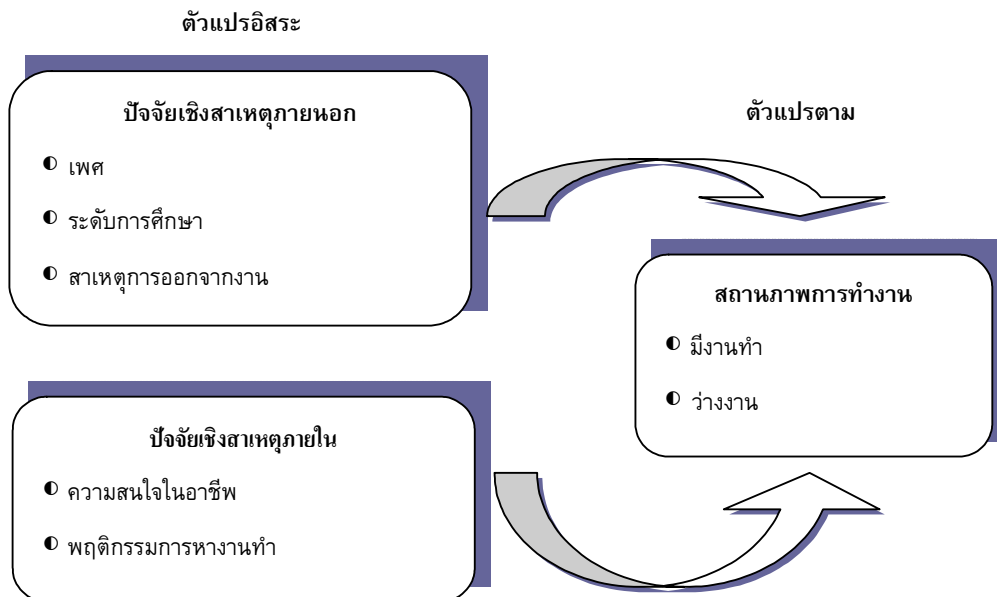 ตัวแปรอิสระ
ปัจจัยเชิงสาเหตุภายนอก
เพศ
ระดับการศึกษา
สาเหตุการออกจากงาน
ตัวแปรตาม
สถานภาพการทำงาน
มีงานทำ
ว่างงาน
ปัจจัยเชิงสาเหตุภายใน
ความสนใจในอาชีพ
พฤติกรรมการหางานทำ